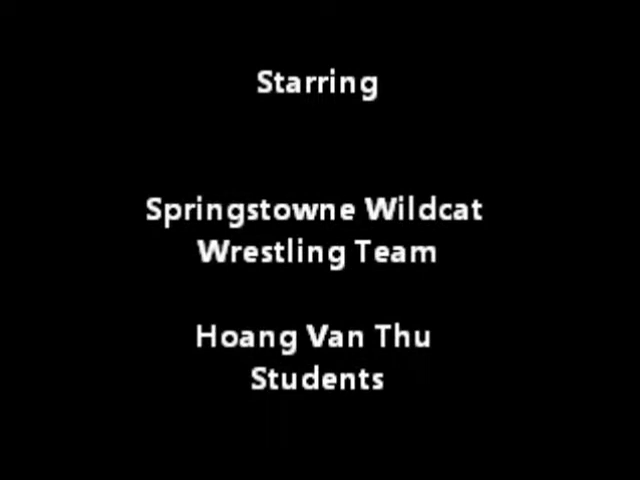 Starring
Springstowne Wildcat
Wrestling Team
Hoang Van Thu
Students